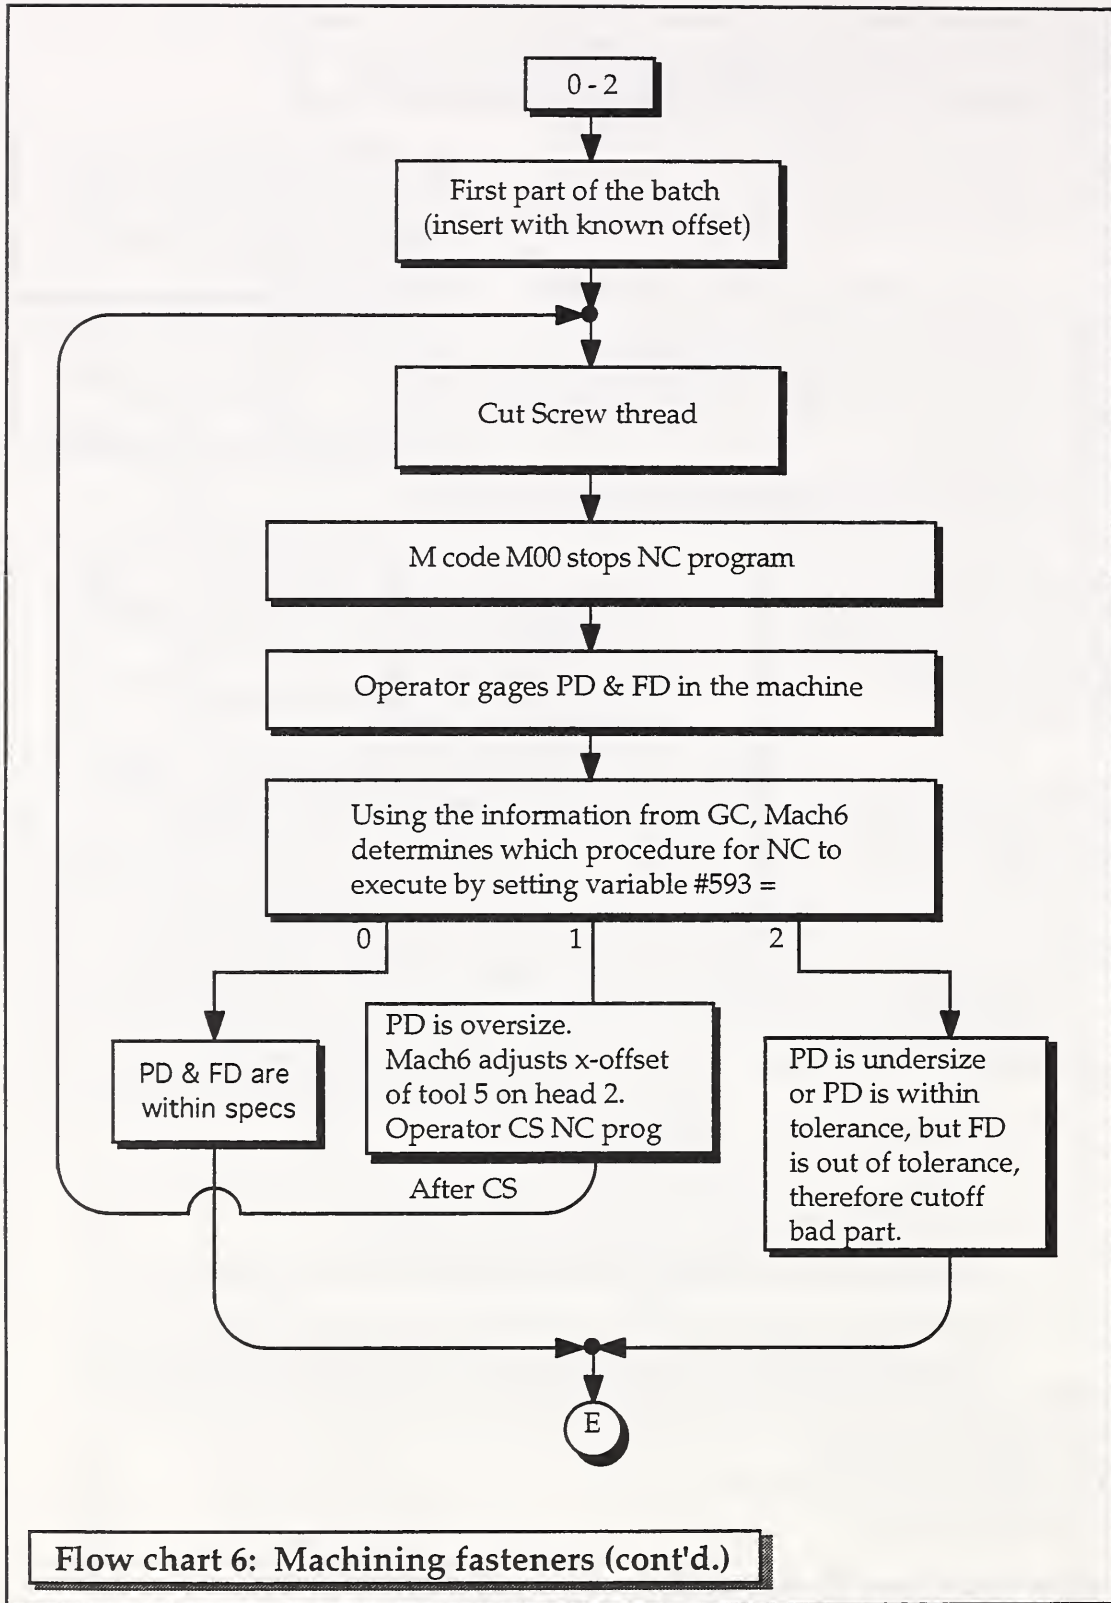 0 - 2
First part of the batch
(insert with known offset)
Cut Screw thread
M code M00 stops NC program
Operator gages PD & FD in the machine
Using the information from GC, Mach6
determines which procedure for NC to
execute by setting variable #593 =
0
1
2
PD & FD are
within specs
PD is oversize.
Mach6 adjusts x-offset
of tool 5 on head 2.
Operator CS NC prog
PD is undersize
or PD is within
tolerance, but FD
is out of tolerance,
therefore cutoff
bad part.
After CS
E
Flow chart 6: Machining fasteners (cont'd.)